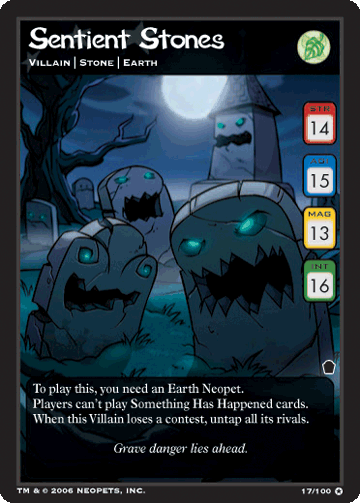 Sentient Stones
VILLAIN | STONE | EARTH
STR
14
AGI
15
MAG
13
INT
16
To play this, you need an Earth Neopet.
Players can't play Something Has Happened cards.
When this Villain loses a contest, untap all its rivals.
Grave danger lies ahead.
TM & © 2006 NEOPETS, INC.
17/100